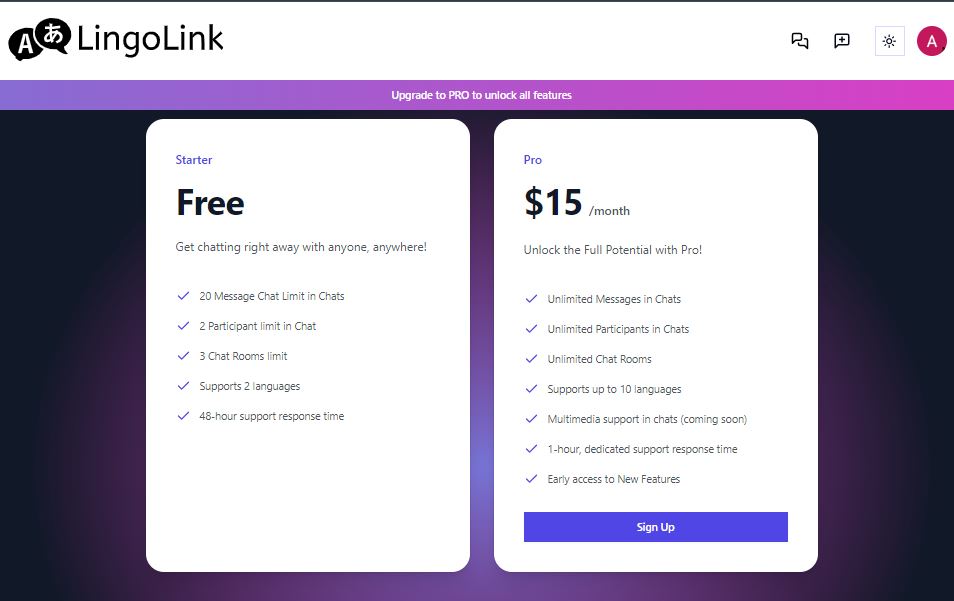 Aあ LingoLink
A
Upgrade to PRO to unlock all features
Starter
Free
Get chatting right away with anyone, anywhere!
20 Message Chat Limit in Chats
2 Participant limit in Chat
3 Chat Rooms limit
Supports 2 languages
48-hour support response time
Pro
$15 /month
Unlock the Full Potential with Pro!
Unlimited Messages in Chats
Unlimited Participants in Chats
Unlimited Chat Rooms
Supports up to 10 languages
Multimedia support in chats (coming soon)
1-hour, dedicated support response time
Early access to New Features
Sign Up